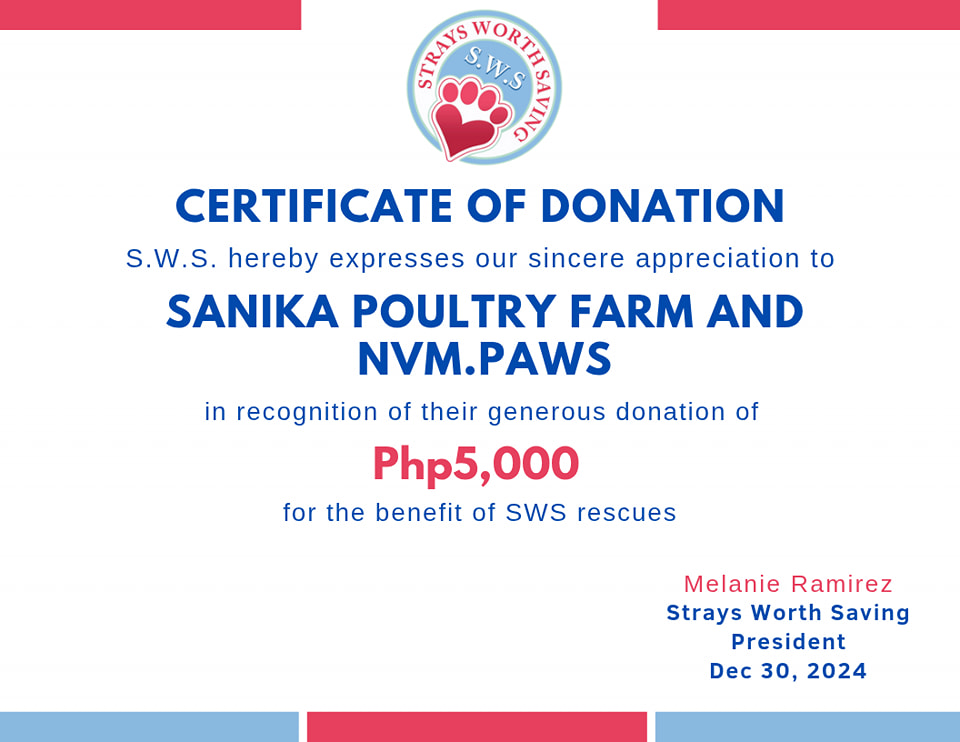 STRAYS WORTH SAVING
S.W.S
CERTIFICATE OF DONATION
S.W.S. hereby expresses our sincere appreciation to
SANIKA POULTRY FARM AND
NVM.PAWS
in recognition of their generous donation of
Php5,000
for the benefit of SWS rescues
Melanie Ramirez
Strays Worth Saving
President
Dec 30, 2024